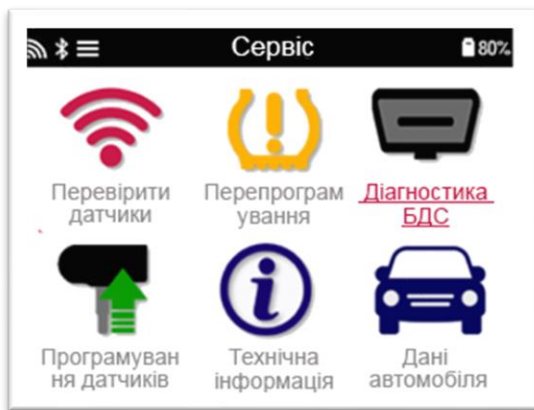 Сервіс 80%
Перевірити
датчики
Перепрограм
ування
Діагностика
БДС
Програмуван
ня датчиків
Технічна
інформація
Дані
автомобіля